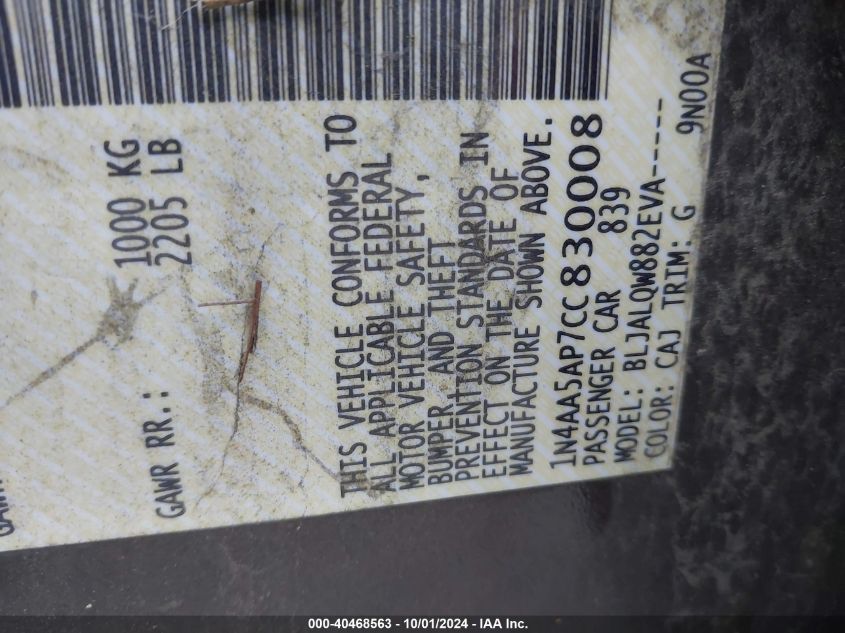 GAWR RR.: 1000 KG
2205 LB
THIS VEHICLE CONFORMS TO
ALL APPLICABLE FEDERAL
MOTOR VEHICLE SAFETY,
BUMPER AND THEFT
PREVENTION STANDARDS IN
EFFECT ON THE DATE OF
MANUFACTURE SHOWN ABOVE.
1N4AA5AP7CC830008
PASSENGER CAR 839
MODEL: BLJALQW882EVA------
COLOR: CAJ TRIM: G 9N00A
000-40468563 - 10/01/2024 - IAA Inc.